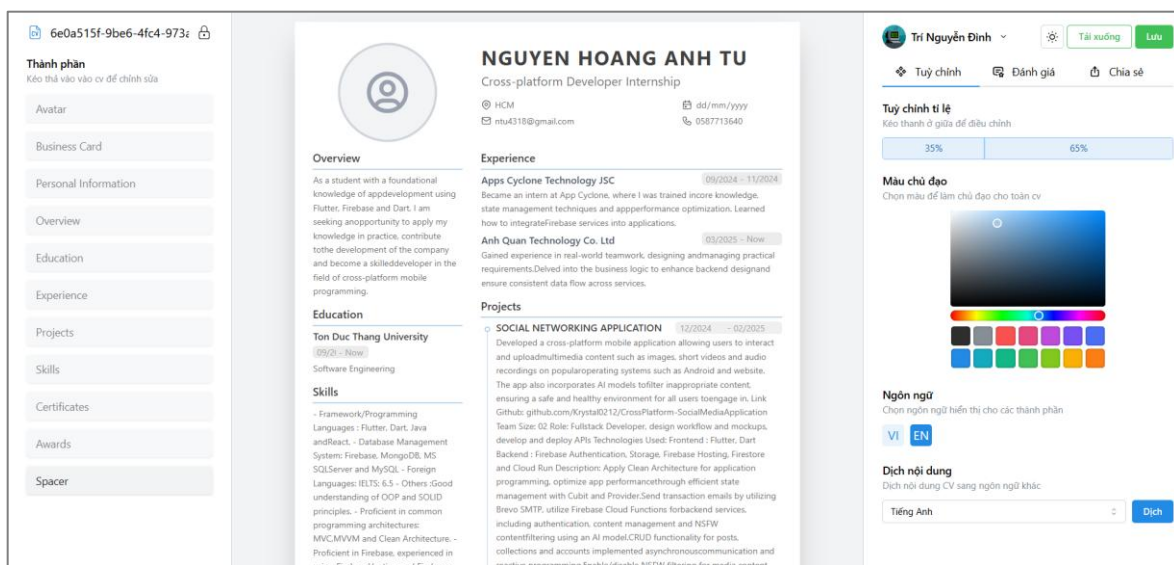 6e0a515f-9be6-4fc4-973a
Thành phần
Kéo thả vào vào cv để chỉnh sửa
Avatar
Business Card
Personal Information
Overview
Education
Experience
Projects
Skills
Certificates
Awards
Spacer
NGUYEN HOANG ANH TU
Cross-platform Developer Internship
HCM
dd/mm/yyyy
ntu4318@gmail.com
0587713640
Overview
As a student with a foundational
knowledge of appdevelopment using
Flutter, Firebase and Dart. I am
seeking anopportunity to apply my
knowledge in practice, contribute
tothe development of the company
and become a skilleddeveloper in the
field of cross-platform mobile
programming.
Education
Ton Duc Thang University
09/2i - Now
Software Engineering
Skills
- Framework/Programming
Languages : Flutter, Dart, Java
andReact. - Database Management
System: Firebase, MongoDB, MS
SQLServer and MySQL - Foreign
Languages: IELTS: 6.5 - Others :Good
understanding of OOP and SOLID
principles. - Proficient in common
programming architectures:
MVC,MVVM and Clean Architecture. -
Proficient in Firebase, experienced in
Experience
Apps Cyclone Technology JSC 09/2024 - 11/2024
Became an intern at App Cyclone, where I was trained incore knowledge,
state management techniques and appperformance optimization. Learned
how to integrateFirebase services into applications.
Anh Quan Technology Co. Ltd 03/2025 - Now
Gained experience in real-world teamwork, designing andmanaging practical
requirements.Delved into the business logic to enhance backend designand
ensure consistent data flow across services.
Projects
SOCIAL NETWORKING APPLICATION 12/2024 - 02/2025
Developed a cross-platform mobile application allowing users to interact
and uploadmultimedia content such as images, short videos and audio
recordings on popularoperating systems such as Android and website.
The app also incorporates AI models tofilter inappropriate content,
ensuring a safe and healthy environment for all users toengage in. Link
Github: github.com/Krystal0212/CrossPlatform-SocialMediaApplication
Team Size: 02 Role: Fullstack Developer, design workflow and mockups,
develop and deploy APIs Technologies Used: Frontend : Flutter, Dart
Backend : Firebase Authentication, Storage, Firebase Hosting, Firestore
and Cloud Run Description: Apply Clean Architecture for application
programming, optimize app performancethrough efficient state
management with Cubit and Provider.Send transaction emails by utilizing
Brevo SMTP, utilize Firebase Cloud Functions forbackend services,
including authentication, content management and NSFW
contentfiltering using an AI model.CRUD functionality for posts,
collections and accounts implemented asynchronouscommunication and
Trí Nguyễn Đình
Tải xuống
Lưu
Tuỳ chỉnh
Đánh giá
Chia sẻ
Tuỳ chỉnh tỉ lệ
Kéo thanh ở giữa để điều chỉnh
35% 65%
Màu chủ đạo
Chọn màu để làm chủ đạo cho toàn cv
Ngôn ngữ
Chọn ngôn ngữ hiển thị cho các thành phần
VI EN
Dịch nội dung
Dịch nội dung CV sang ngôn ngữ khác
Tiếng Anh
Dịch